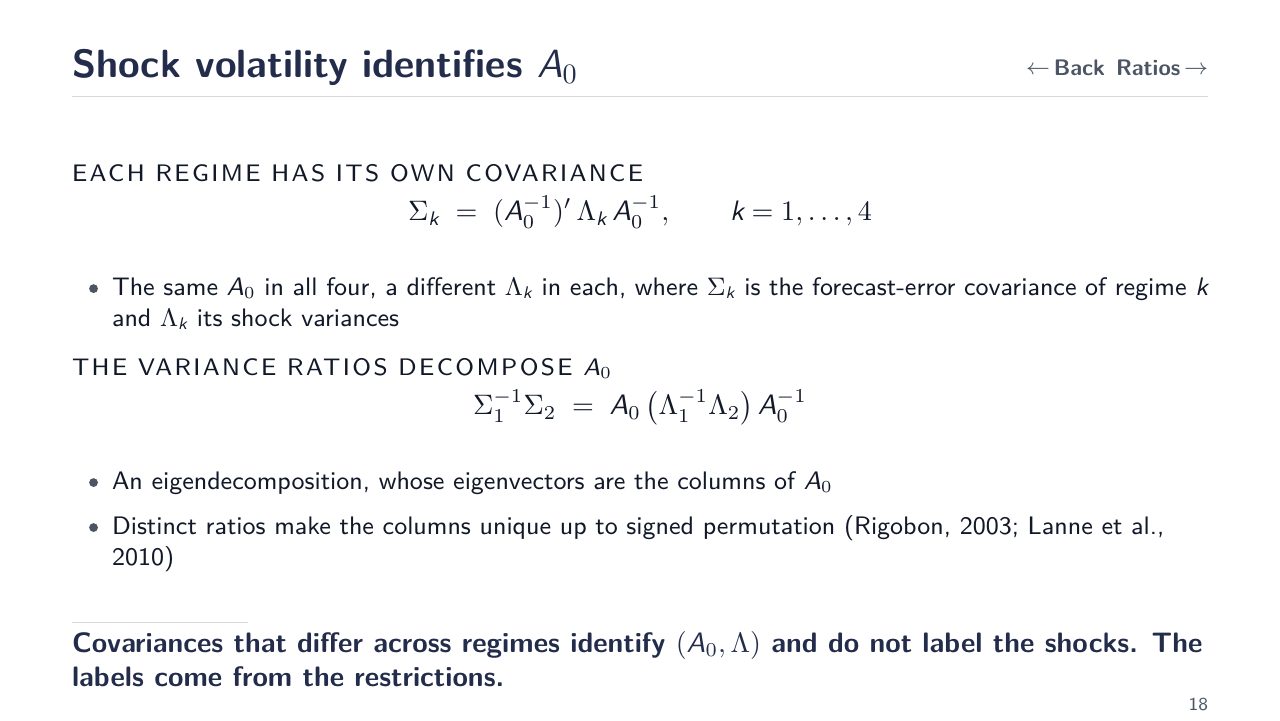 Shock volatility identifies A₀
← Back Ratios →
EACH REGIME HAS ITS OWN COVARIANCE
Σₖ = (A₀⁻¹)′ Λₖ A₀⁻¹, k = 1, . . . , 4
• The same A₀ in all four, a different Λₖ in each, where Σₖ is the forecast-error covariance of regime k
and Λₖ its shock variances
THE VARIANCE RATIOS DECOMPOSE A₀
Σ₁⁻¹Σ₂ = A₀ (Λ₁⁻¹Λ₂) A₀⁻¹
• An eigendecomposition, whose eigenvectors are the columns of A₀
• Distinct ratios make the columns unique up to signed permutation (Rigobon, 2003; Lanne et al.,
2010)
Covariances that differ across regimes identify (A₀, Λ) and do not label the shocks. The
labels come from the restrictions.
18